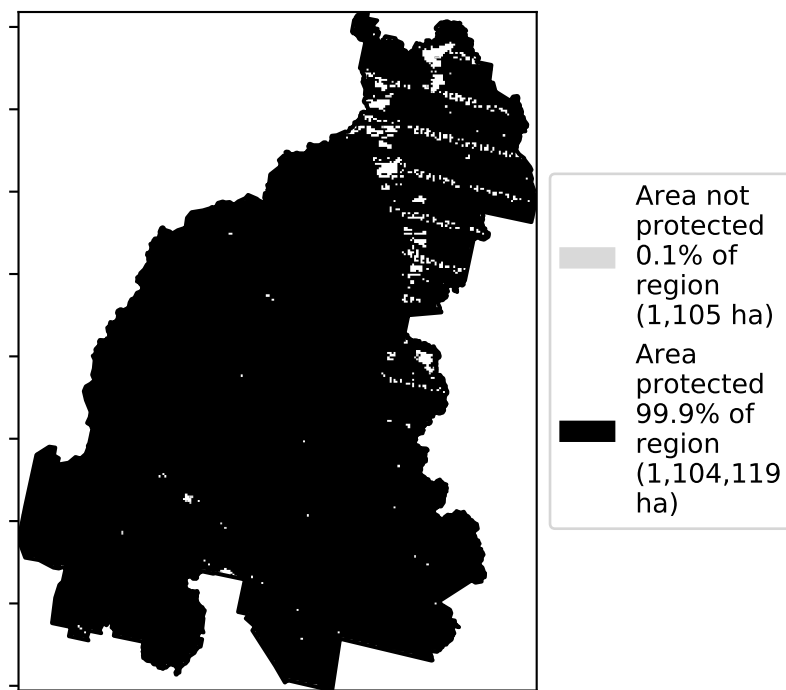 Area not
protected
0.1% of
region
(1,105 ha)
Area
protected
99.9% of
region
(1,104,119
ha)